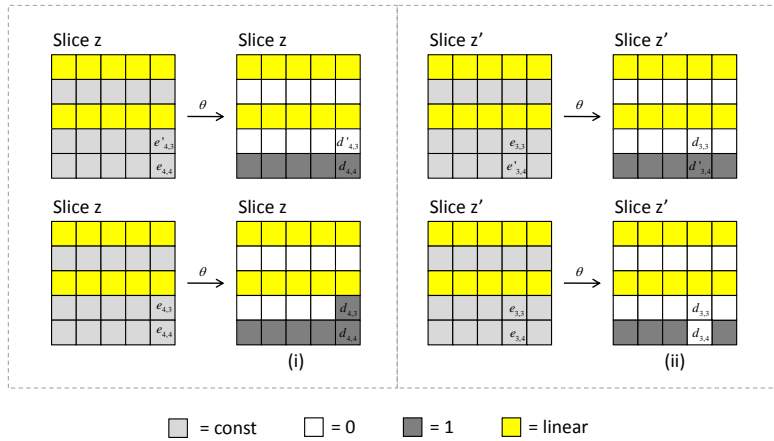 Slice z Slice z Slice z' Slice z'
θ θ
e'4,3 d'4,3 e3,3 d3,3
e4,4 d4,4 e'3,4 d'3,4
Slice z Slice z Slice z' Slice z'
θ θ
e4,3 d4,3 e3,3 d3,3
e4,4 d4,4 e3,4 d3,4
(i) (ii)
= const = 0 = 1 = linear